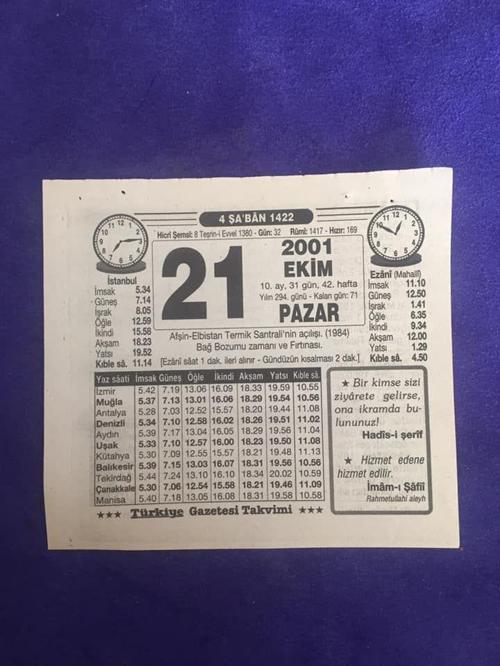 4 ŞA'BÂN 1422
Hicrî Şemsî: 8 Teşrîn-i Evvel 1380 - Gün: 32 Rûmî: 1417 - Hızır: 169
21
2001
EKİM
10. ay, 31 gün, 42. hafta
Yılın 294. günü - Kalan gün: 71
PAZAR
Afşin-Elbistan Termik Santrali'nin açılışı. (1984)
Bağ Bozumu zamanı ve Fırtınası.
[Ezânî sâat 1 dak. ileri alınır - Gündüzün kısalması 2 dak.]
İstanbul
İmsak 5.34
Güneş 7.14
İşrak 8.05
Öğle 12.59
İkindi 15.58
Akşam 18.23
Yatsı 19.52
Kıble sâ. 11.14
Ezânî (Mahallî)
İmsak 11.10
Güneş 12.50
İşrak 1.41
Öğle 6.35
İkindi 9.34
Akşam 12.00
Yatsı 1.29
Kıble sâ. 4.50
Yaz sâati İmsak Güneş Öğle İkindi Akşam Yatsı Kıble sâ.
İzmir 5.42 7.19 13.06 16.09 18.33 19.59 10.55
Muğla 5.37 7.13 13.01 16.06 18.29 19.54 10.56
Antalya 5.28 7.03 12.52 15.57 18.20 19.44 11.08
Denizli 5.34 7.10 12.58 16.02 18.26 19.51 11.02
Aydın 5.39 7.17 13.04 16.05 18.29 19.56 11.04
Uşak 5.33 7.10 12.57 16.00 18.23 19.50 11.08
Kütahya 5.30 7.09 12.55 15.57 18.21 19.48 11.13
Balıkesir 5.39 7.15 13.03 16.07 18.31 19.56 10.56
Tekirdağ 5.44 7.24 13.10 16.10 18.34 20.02 10.59
Çanakkale 5.30 7.06 12.54 15.58 18.21 19.46 11.09
Manisa 5.40 7.18 13.05 16.08 18.31 19.58 10.58
★ Bir kimse sizi
ziyârete gelirse,
ona ikramda bu-
lununuz!
Hadîs-i şerîf
★ Hizmet edene
hizmet edilir.
İmâm-ı Şâfiî
Rahmetullahi aleyh
★★★ Türkiye Gazetesi Takvimi ★★★